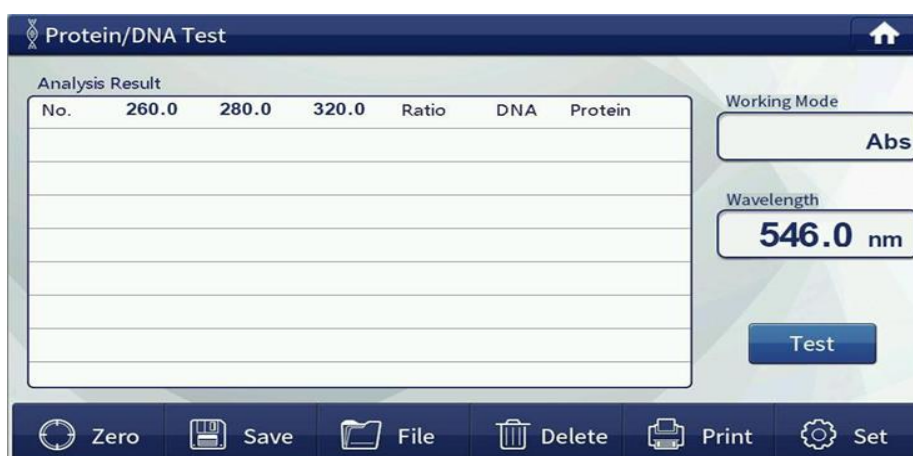 Protein/DNA Test
Analysis Result
No. 260.0 280.0 320.0 Ratio DNA Protein
Working Mode
Abs
Wavelength
546.0 nm
Test
Zero Save File Delete Print Set